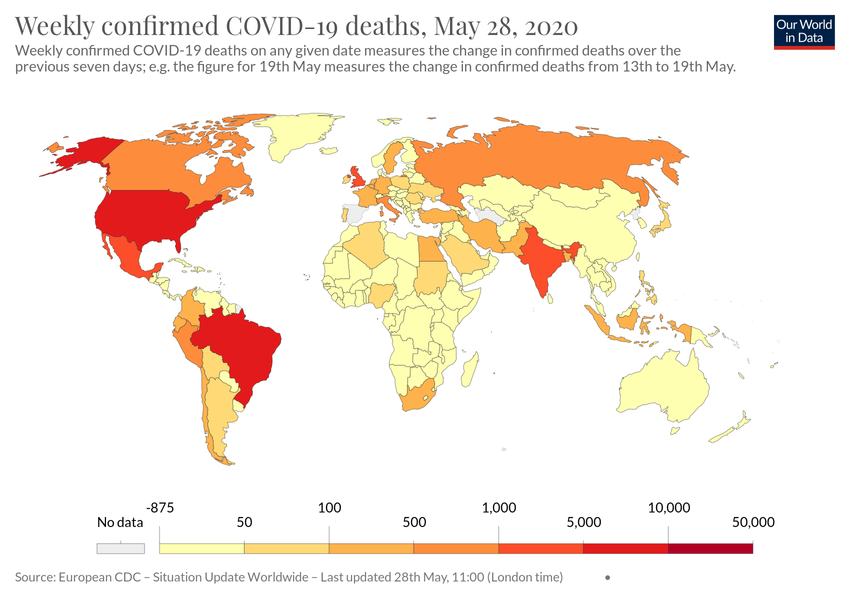 Weekly confirmed COVID-19 deaths, May 28, 2020
Our World
in Data
Weekly confirmed COVID-19 deaths on any given date measures the change in confirmed deaths over the
previous seven days; e.g. the figure for 19th May measures the change in confirmed deaths from 13th to 19th May.
-875 100 1,000 10,000
No data 50 500 5,000 50,000
Source: European CDC – Situation Update Worldwide – Last updated 28th May, 11:00 (London time) •